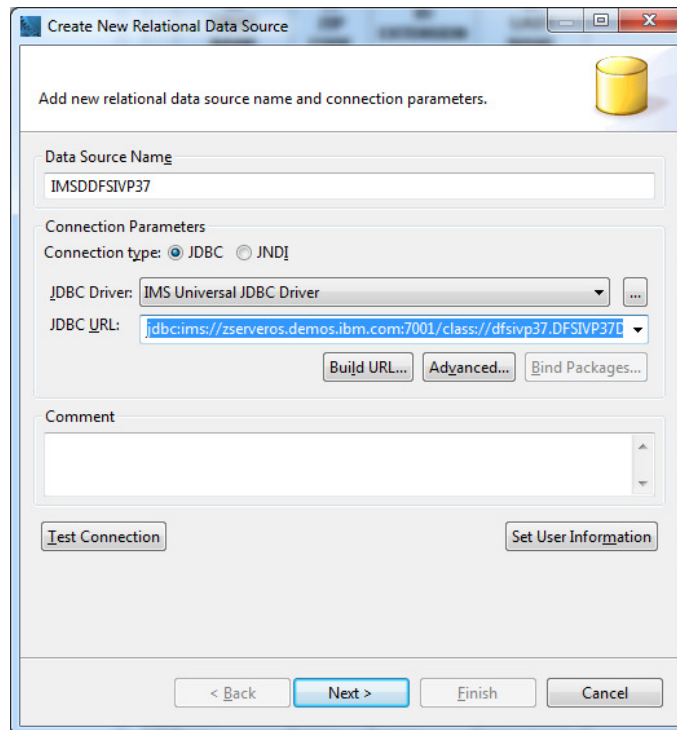 Create New Relational Data Source
Add new relational data source name and connection parameters.
Data Source Name
IMSDDFSIVP37
Connection Parameters
Connection type: JDBC JNDI
JDBC Driver: IMS Universal JDBC Driver ...
JDBC URL: jdbc:ims://zserveros.demos.ibm.com:7001/class://dfsivp37.DFSIVP37D
Build URL... Advanced... Bind Packages...
Comment
Test Connection Set User Information
< Back Next > Finish Cancel